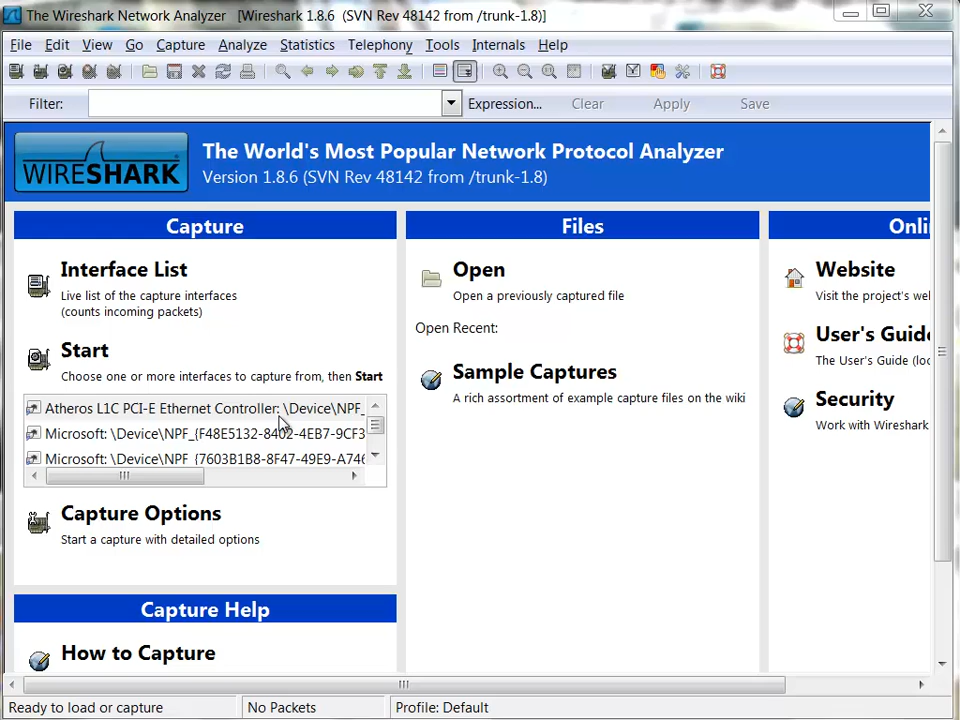 The Wireshark Network Analyzer [Wireshark 1.8.6 (SVN Rev 48142 from /trunk-1.8)]
File Edit View Go Capture Analyze Statistics Telephony Tools Internals Help
Filter: Expression... Clear Apply Save
WIRESHARK
The World's Most Popular Network Protocol Analyzer
Version 1.8.6 (SVN Rev 48142 from /trunk-1.8)
Capture
Interface List
Live list of the capture interfaces
(counts incoming packets)
Start
Choose one or more interfaces to capture from, then Start
Atheros L1C PCI-E Ethernet Controller: \Device\NPF_
Microsoft: \Device\NPF_{F48E5132-8402-4EB7-9CF3
Microsoft: \Device\NPF_{7603B1B8-8F47-49E9-A746
Capture Options
Start a capture with detailed options
Capture Help
How to Capture
Files
Open
Open a previously captured file
Open Recent:
Sample Captures
A rich assortment of example capture files on the wiki
Onli
Website
Visit the project's wel
User's Guide
The User's Guide (loc
Security
Work with Wireshark
Ready to load or capture No Packets Profile: Default